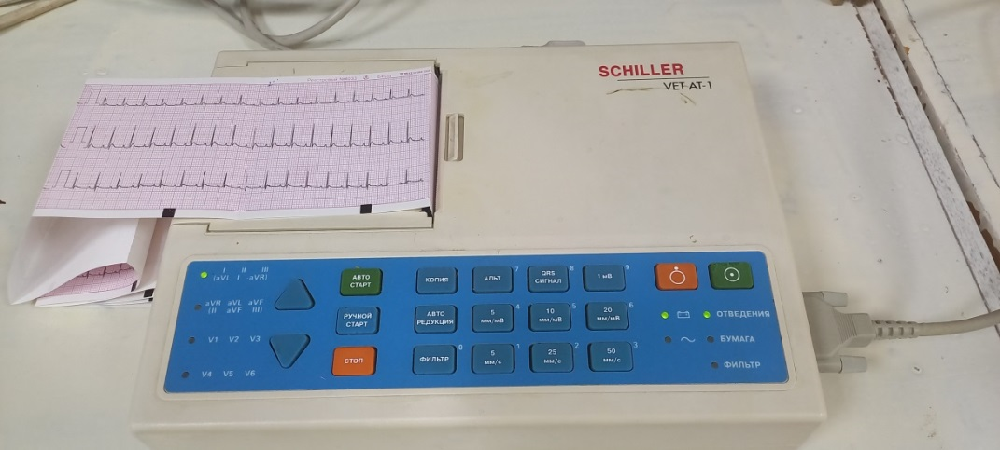 SCHILLER
VET-AT-1
I II III
(aVL I aVR)
aVR aVL aVF
(II aVF III)
V1 V2 V3
V4 V5 V6
АВТО
СТАРТ
РУЧНОЙ
СТАРТ
СТОП
КОПИЯ
АЛЬТ
7
QRS
СИГНАЛ
8
1 мВ
9
АВТО
РЕДУКЦИЯ
5
мм/мВ
4
10
мм/мВ
5
20
мм/мВ
6
ФИЛЬТР
0
5
мм/с
1
25
мм/с
2
50
мм/с
3
ОТВЕДЕНИЯ
БУМАГА
ФИЛЬТР